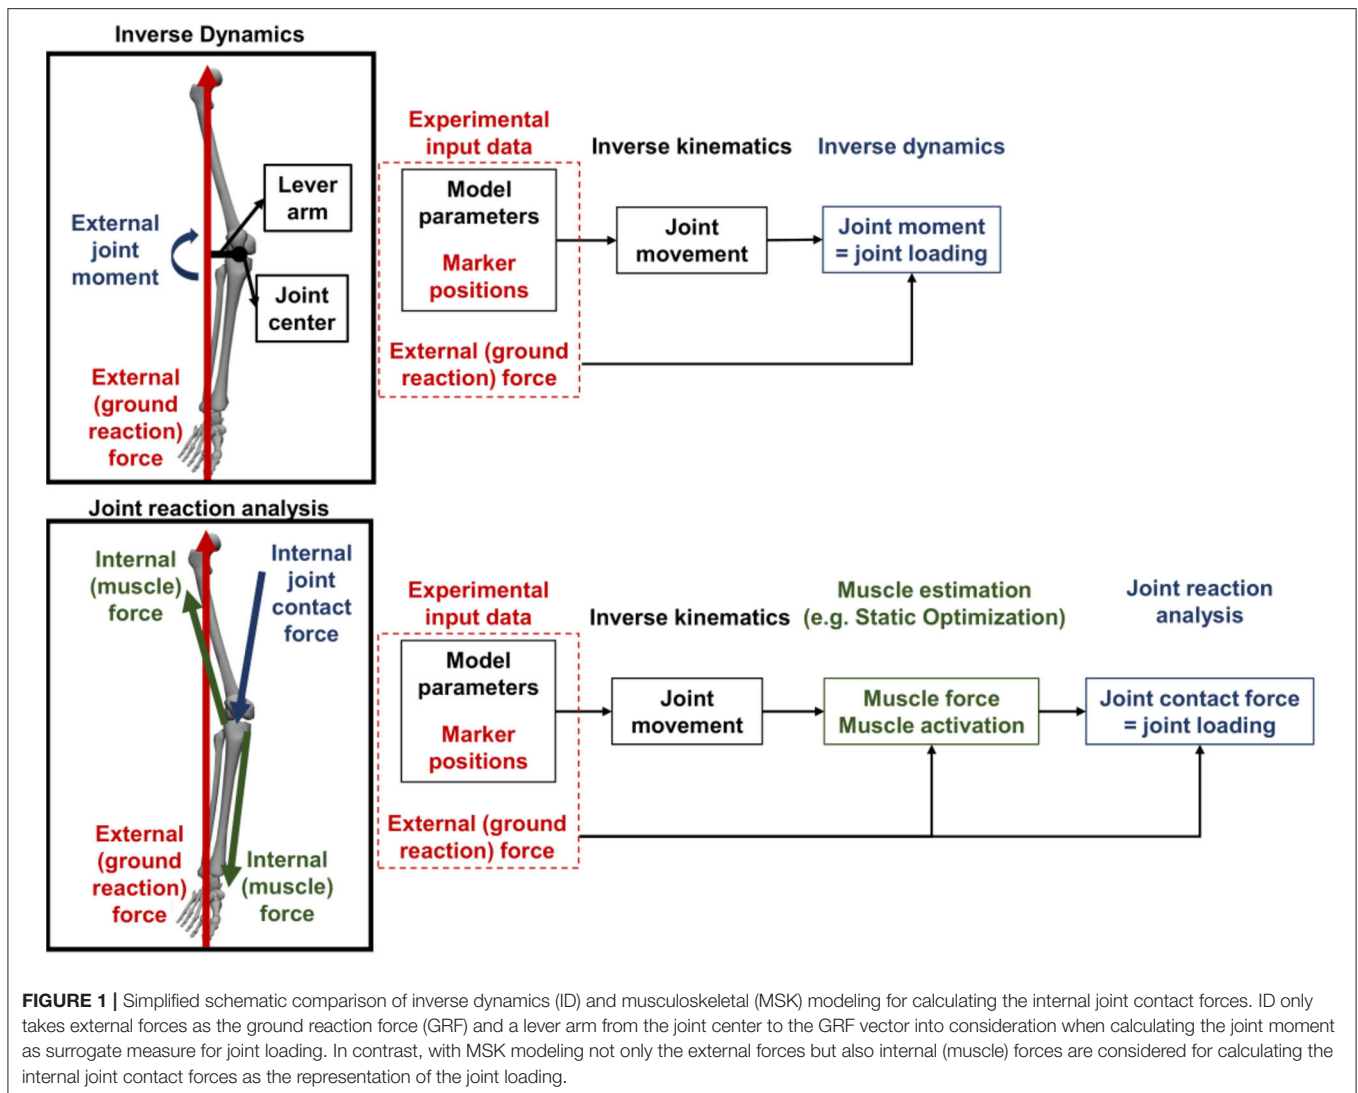 Inverse Dynamics
Lever
arm
External
joint
moment
Joint
center
External
(ground
reaction)
force
Experimental
input data
Inverse kinematics
Inverse dynamics
Model
parameters
Marker
positions
Joint
movement
Joint moment
= joint loading
External (ground
reaction) force
Joint reaction analysis
Internal
(muscle)
force
Internal
joint
contact
force
External
(ground
reaction)
force
Internal
(muscle)
force
Experimental
input data
Inverse kinematics
Muscle estimation
(e.g. Static Optimization)
Joint reaction
analysis
Model
parameters
Marker
positions
Joint
movement
Muscle force
Muscle activation
Joint contact force
= joint loading
External (ground
reaction) force
FIGURE 1 | Simplified schematic comparison of inverse dynamics (ID) and musculoskeletal (MSK) modeling for calculating the internal joint contact forces. ID only
takes external forces as the ground reaction force (GRF) and a lever arm from the joint center to the GRF vector into consideration when calculating the joint moment
as surrogate measure for joint loading. In contrast, with MSK modeling not only the external forces but also internal (muscle) forces are considered for calculating the
internal joint contact forces as the representation of the joint loading.